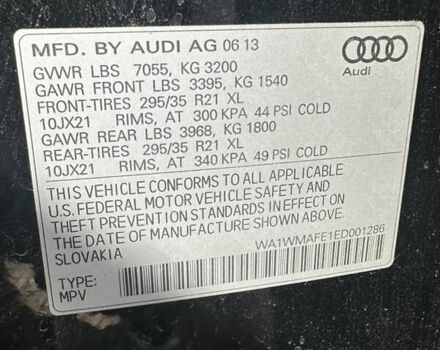 MFD. BY AUDI AG 06 13
GVWR LBS 7055, KG 3200
GAWR FRONT LBS 3395, KG 1540
FRONT-TIRES 295/35 R21 XL
10JX21 RIMS, AT 300 KPA 44 PSI COLD
GAWR REAR LBS 3968, KG 1800
REAR-TIRES 295/35 R21 XL
10JX21 RIMS, AT 340 KPA 49 PSI COLD
Audi
THIS VEHICLE CONFORMS TO ALL APPLICABLE
U.S. FEDERAL MOTOR VEHICLE SAFETY AND
THEFT PREVENTION STANDARDS IN EFFECT ON
THE DATE OF MANUFACTURE SHOWN ABOVE.
SLOVAKIA
WA1WMAFE1ED001286
TYPE:
MPV